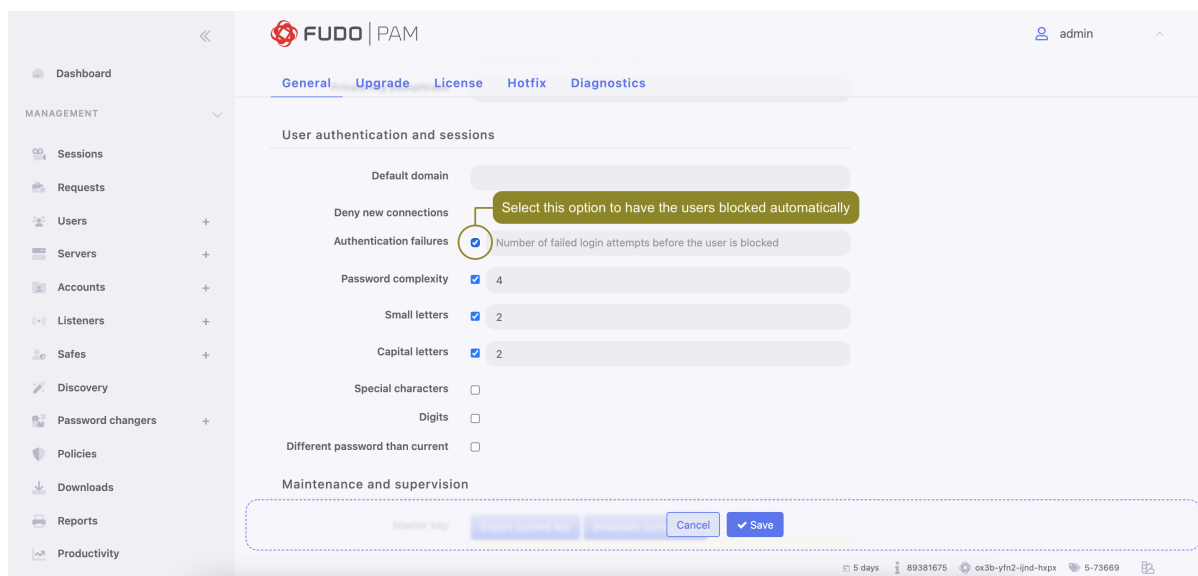 FUDO PAM
admin
Dashboard
General Upgrade License Hotfix Diagnostics
MANAGEMENT
User authentication and sessions
Sessions
Default domain
Requests
Select this option to have the users blocked automatically
Deny new connections
Users +
Authentication failures Number of failed login attempts before the user is blocked
Servers +
Password complexity 4
Accounts +
Small letters 2
Listeners +
Capital letters 2
Safes +
Special characters
Discovery
Digits
Password changers +
Different password than current
Policies
Maintenance and supervision
Downloads
Reports
Master key Export current key
Cancel Save
Productivity
5 days 89381675 ox3b-yfn2-ijnd-hxpx 5-73669